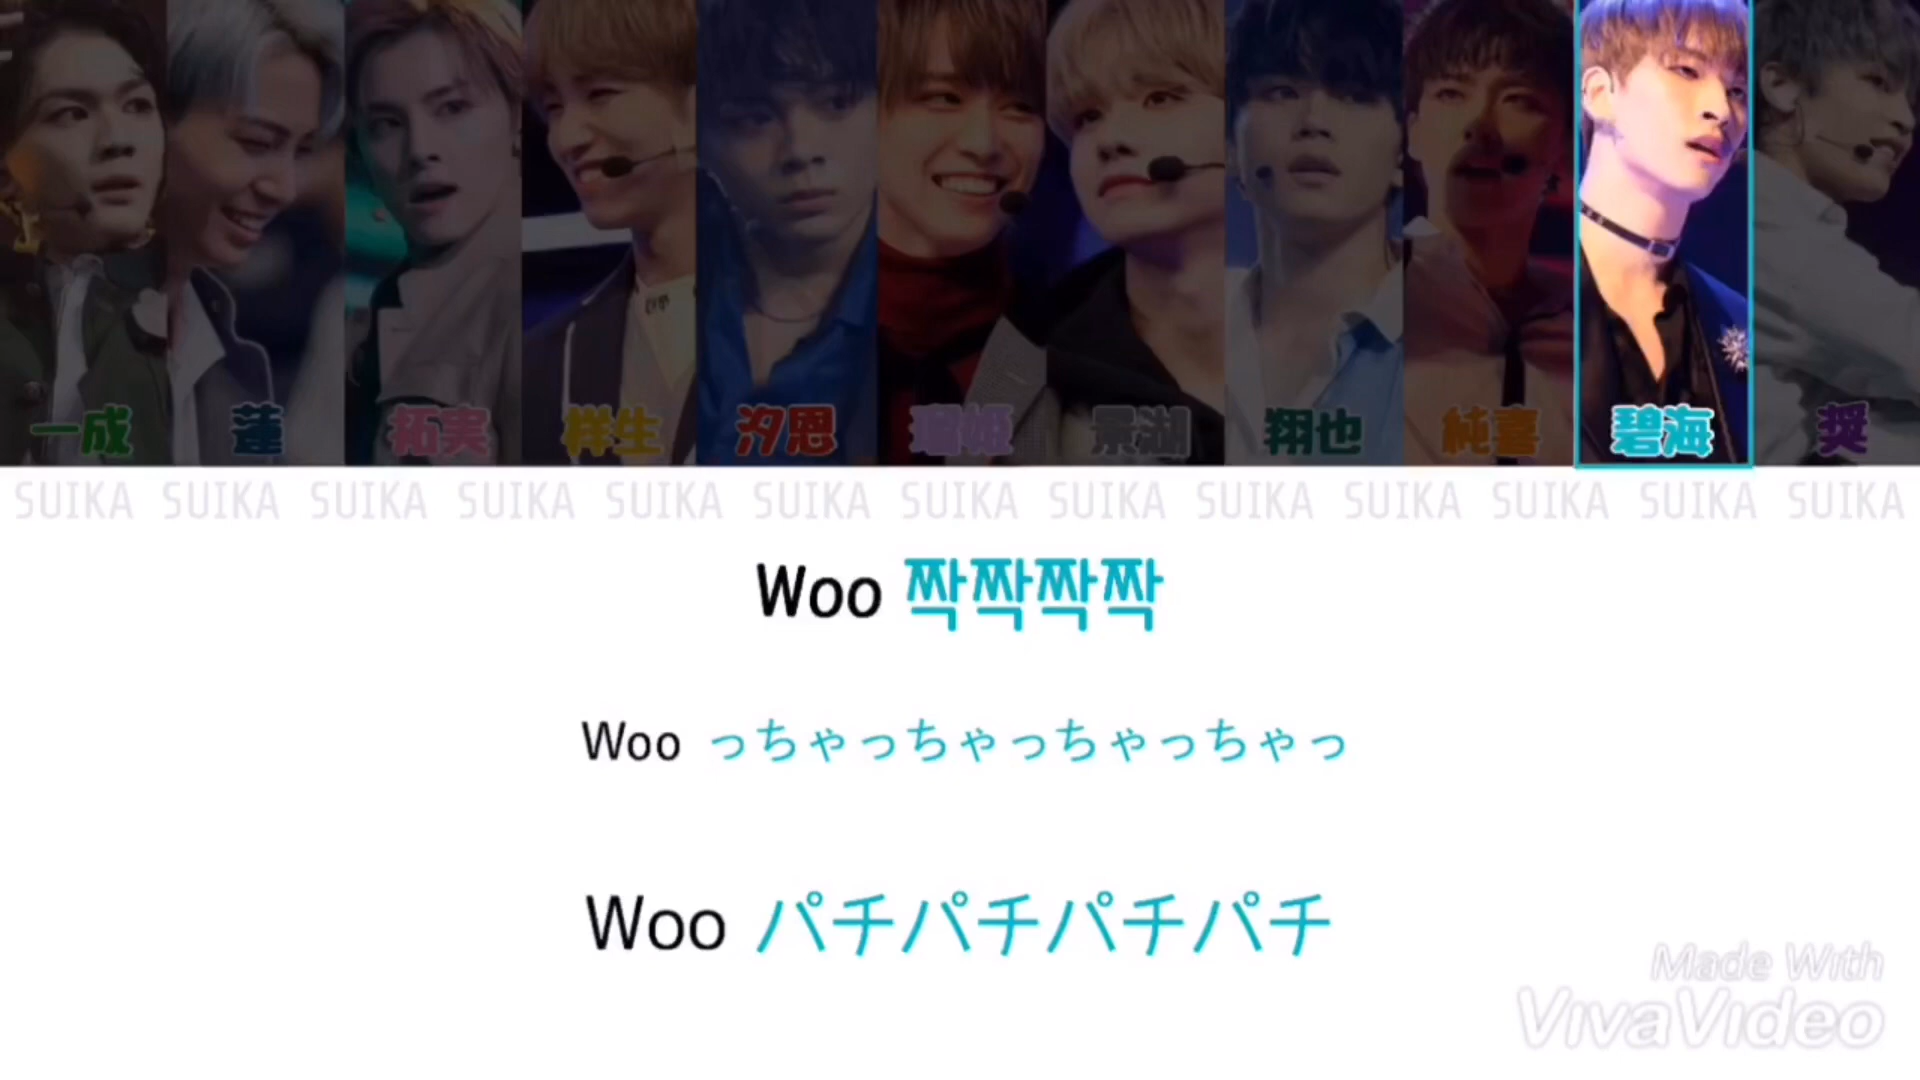 一成 蓮 拓実 祥生 汐恩 瑠姫 景瑚 翔也 純喜 碧海 奨
SUIKA SUIKA SUIKA SUIKA SUIKA SUIKA SUIKA SUIKA SUIKA SUIKA SUIKA SUIKA SUIKA
Woo 짝짝짝짝
Woo っちゃっちゃっちゃっちゃっ
Woo パチパチパチパチ
Made With
VivaVideo